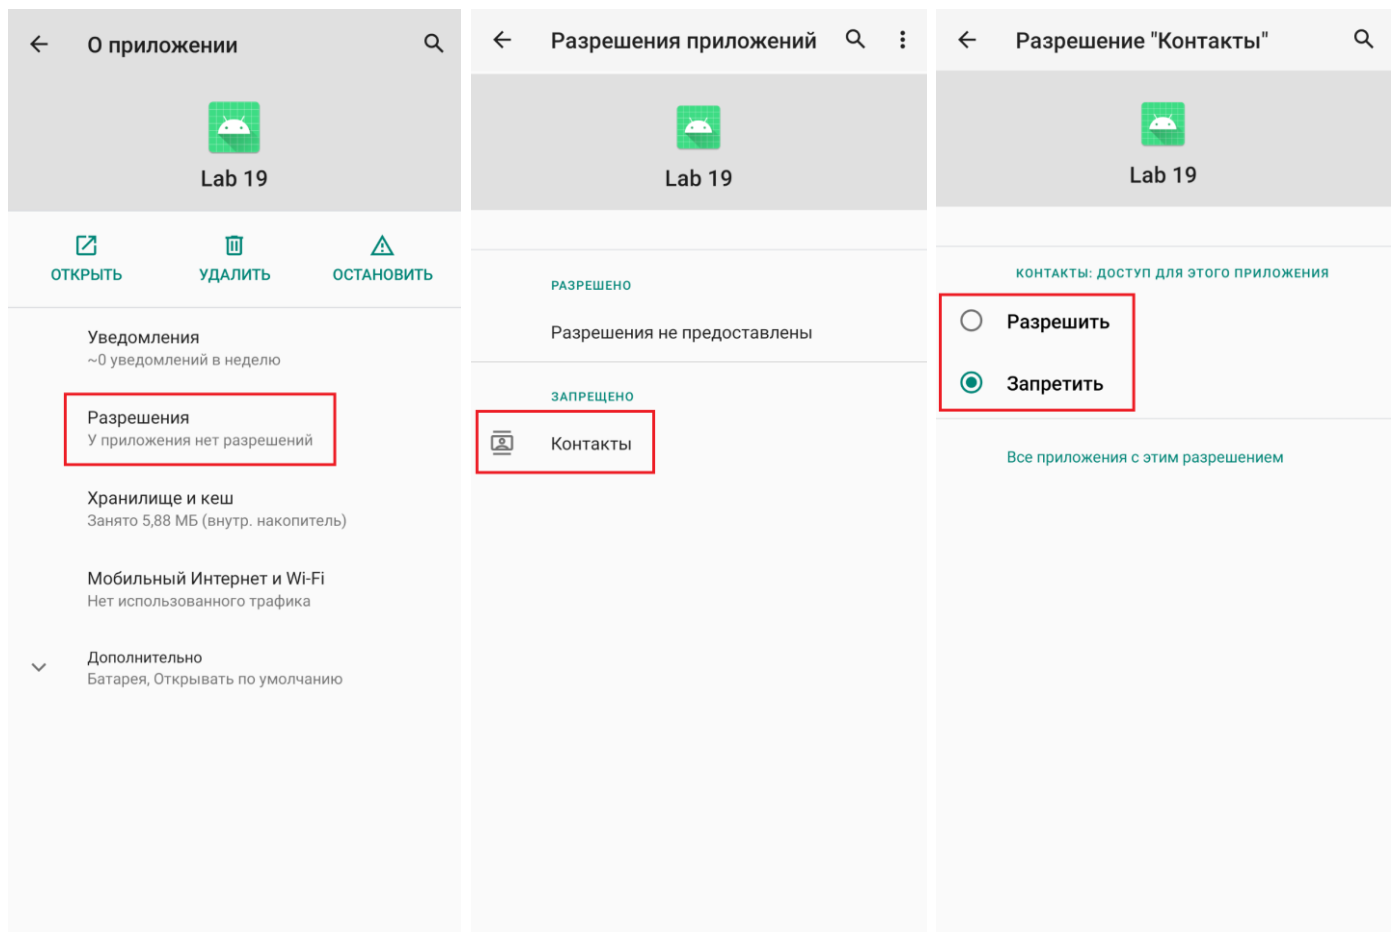 О приложении
Lab 19
ОТКРЫТЬ
УДАЛИТЬ
ОСТАНОВИТЬ
Уведомления
~0 уведомлений в неделю
Разрешения
У приложения нет разрешений
Хранилище и кеш
Занято 5,88 МБ (внутр. накопитель)
Мобильный Интернет и Wi-Fi
Нет использованного трафика
Дополнительно
Батарея, Открывать по умолчанию
Разрешения приложений
Lab 19
РАЗРЕШЕНО
Разрешения не предоставлены
ЗАПРЕЩЕНО
Контакты
Разрешение "Контакты"
Lab 19
КОНТАКТЫ: ДОСТУП ДЛЯ ЭТОГО ПРИЛОЖЕНИЯ
Разрешить
Запретить
Все приложения с этим разрешением